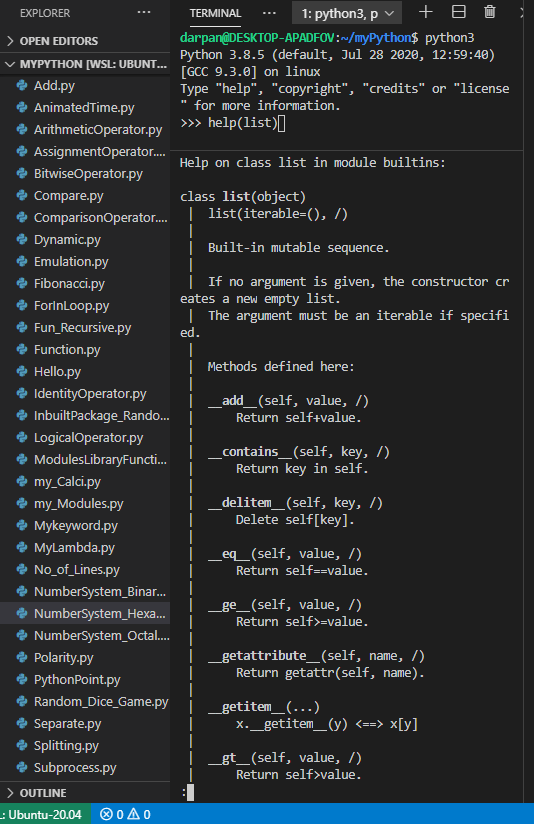 EXPLORER
OPEN EDITORS
MYPYTHON [WSL: UBUNT...
Add.py
AnimatedTime.py
ArithmeticOperator.py
AssignmentOperator....
BitwiseOperator.py
Compare.py
ComparisonOperator....
Dynamic.py
Emulation.py
Fibonacci.py
ForInLoop.py
Fun_Recursive.py
Function.py
Hello.py
IdentityOperator.py
InbuiltPackage_Rando...
LogicalOperator.py
ModulesLibraryFuncti...
my_Calci.py
my_Modules.py
Mykeyword.py
MyLambda.py
No_of_Lines.py
NumberSystem_Binar...
NumberSystem_Hexa...
NumberSystem_Octal....
Polarity.py
PythonPoint.py
Random_Dice_Game.py
Separate.py
Splitting.py
Subprocess.py
OUTLINE
TERMINAL
1: python3, p
darpan@DESKTOP-APADFOV:~/myPython$ python3
Python 3.8.5 (default, Jul 28 2020, 12:59:40)
[GCC 9.3.0] on linux
Type "help", "copyright", "credits" or "license
" for more information.
>>> help(list)
Help on class list in module builtins:
class list(object)
| list(iterable=(), /)
|
| Built-in mutable sequence.
|
| If no argument is given, the constructor cr
eates a new empty list.
| The argument must be an iterable if specifi
ed.
|
| Methods defined here:
|
| __add__(self, value, /)
| Return self+value.
|
| __contains__(self, key, /)
| Return key in self.
|
| __delitem__(self, key, /)
| Delete self[key].
|
| __eq__(self, value, /)
| Return self==value.
|
| __ge__(self, value, /)
| Return self>=value.
|
| __getattribute__(self, name, /)
| Return getattr(self, name).
|
| __getitem__(...)
| x.__getitem__(y) <==> x[y]
|
| __gt__(self, value, /)
| Return self>value.
:
L: Ubuntu-20.04
0 0